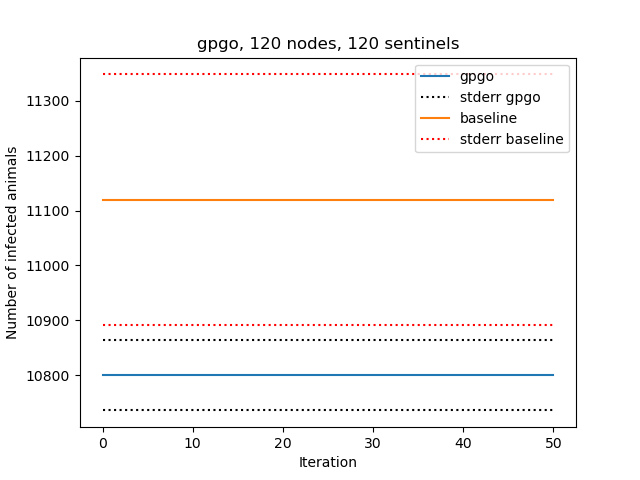 gpgo, 120 nodes, 120 sentinels
gpgo
stderr gpgo
baseline
stderr baseline
Number of infected animals
11300
11200
11100
11000
10900
10800
0 10 20 30 40 50
Iteration